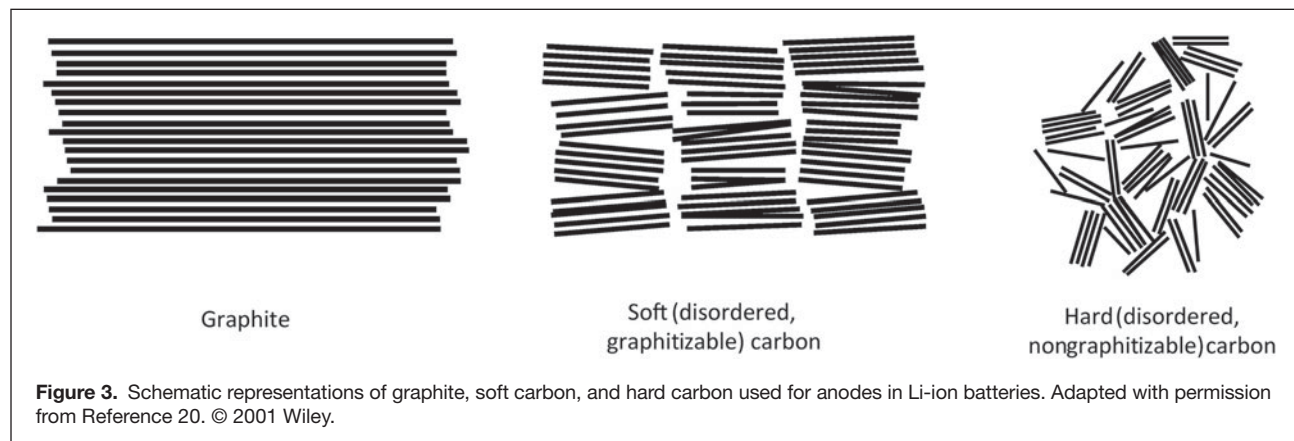 Graphite
Soft (disordered,
graphitizable) carbon
Hard (disordered,
nongraphitizable) carbon
Figure 3. Schematic representations of graphite, soft carbon, and hard carbon used for anodes in Li-ion batteries. Adapted with permission
from Reference 20. © 2001 Wiley.